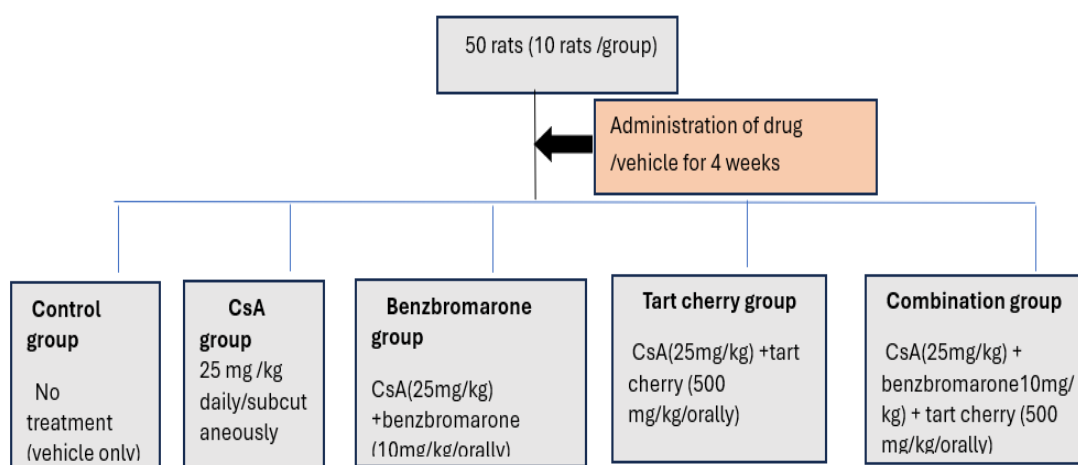 50 rats (10 rats /group)
Administration of drug
/vehicle for 4 weeks
Control
group
No
treatment
(vehicle only)
CsA
group
25 mg /kg
daily/subcut
aneously
Benzbromarone
group
CsA(25mg/kg)
+benzbromarone
(10mg/kg/orally)
Tart cherry group
CsA(25mg/kg) +tart
cherry (500
mg/kg/orally)
Combination group
CsA(25mg/kg) +
benzbromarone10mg/
kg) + tart cherry (500
mg/kg/orally)